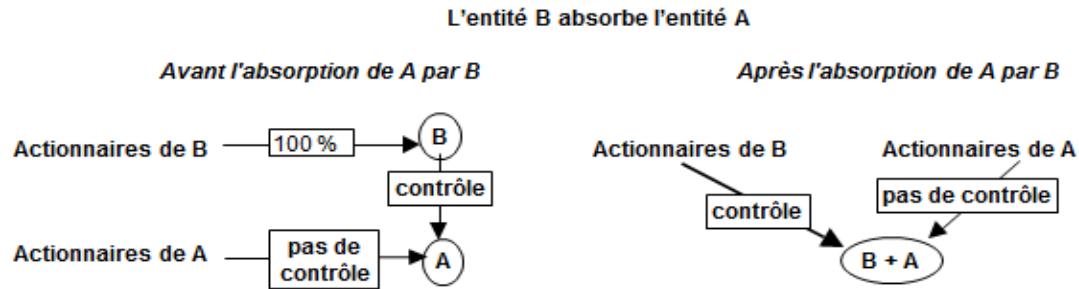 L'entité B absorbe l'entité A
Avant l'absorption de A par B
Après l'absorption de A par B
Actionnaires de B
100 %
B
contrôle
Actionnaires de A
pas de
contrôle
A
Actionnaires de B
Actionnaires de A
contrôle
pas de contrôle
B + A